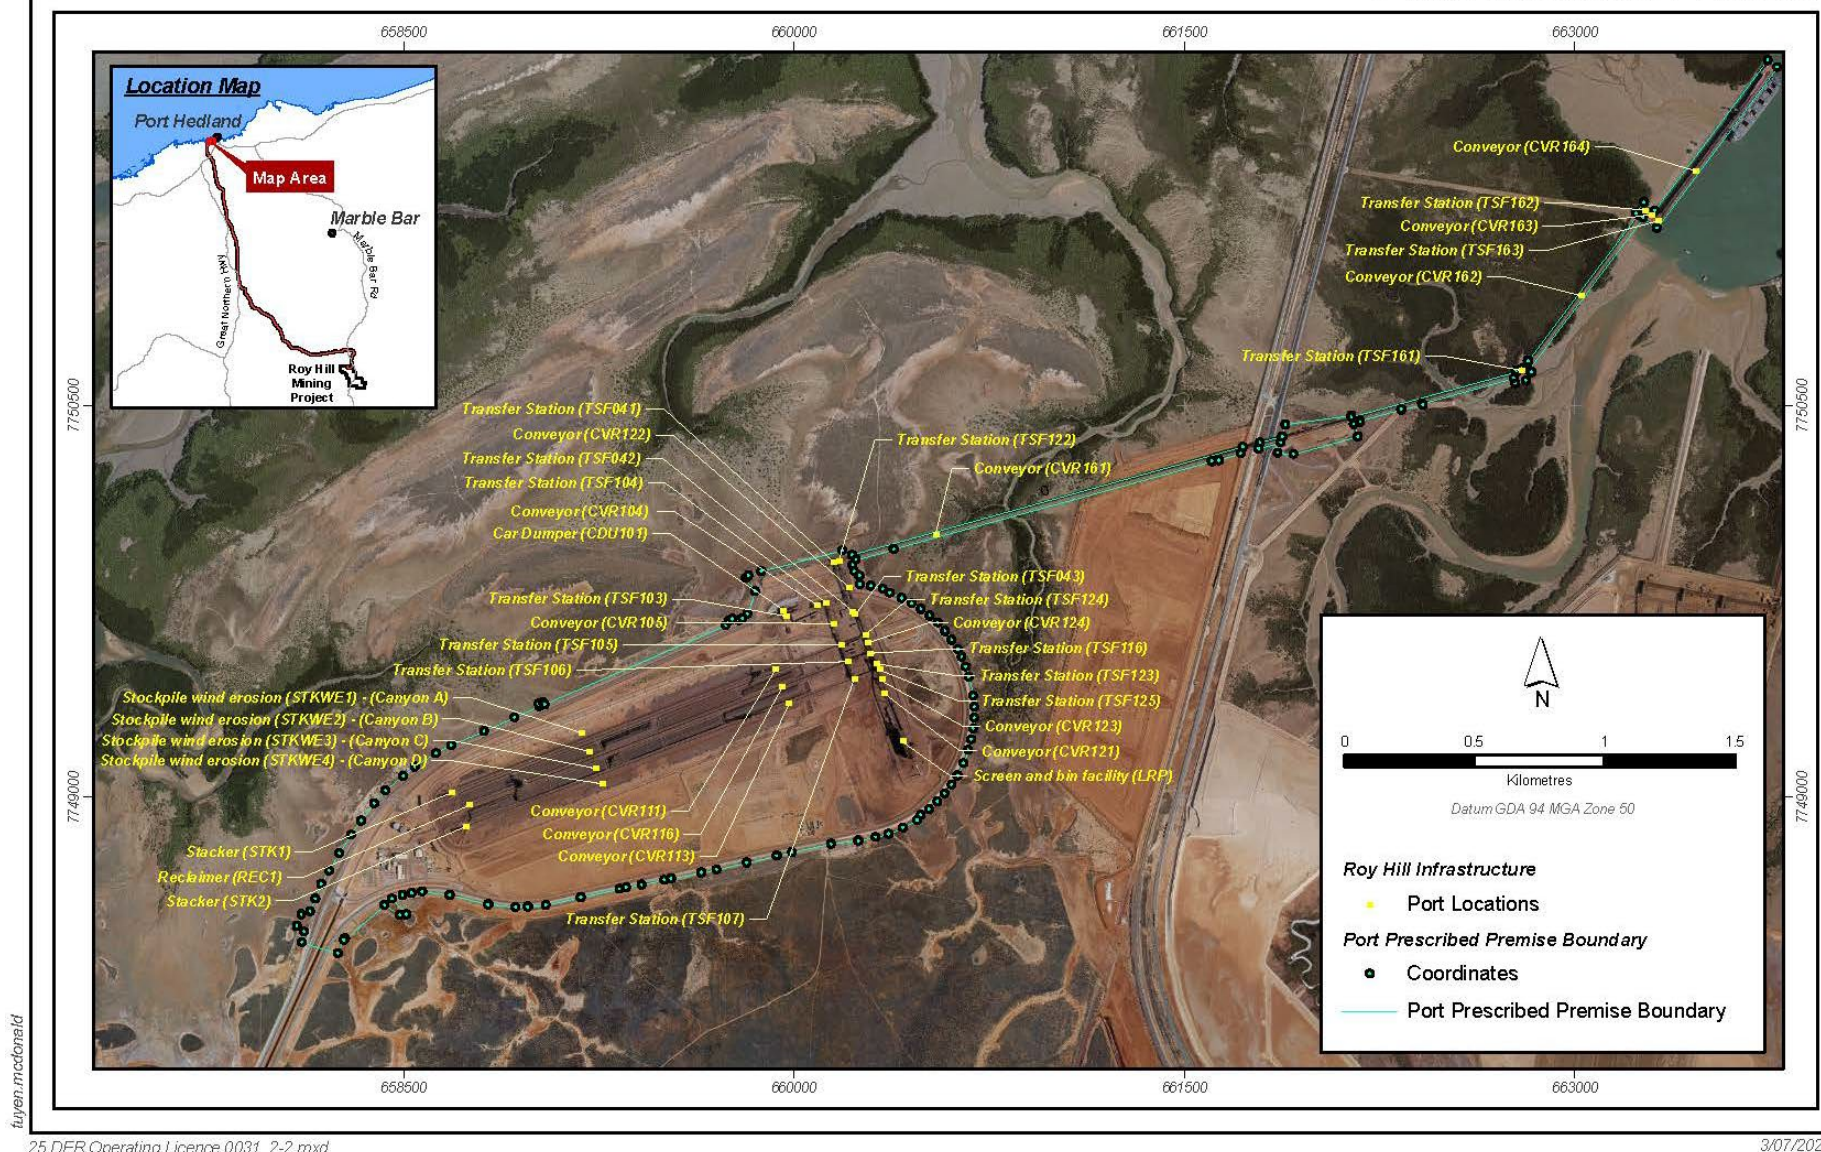 658500
660000
661500
663000
Location Map
Port Hedland
Map Area
Marble Bar
Marble Bar Rd
Great Northern Hwy
Roy Hill
Mining
Project
Conveyor (CVR164)
Transfer Station (TSF162)
Conveyor (CVR163)
Transfer Station (TSF163)
Conveyor (CVR162)
Transfer Station (TSF161)
7750500
7750500
Transfer Station (TSF041)
Conveyor (CVR122)
Transfer Station (TSF042)
Transfer Station (TSF104)
Conveyor (CVR104)
Car Dumper (CDU101)
Transfer Station (TSF122)
Conveyor (CVR161)
Transfer Station (TSF103)
Conveyor (CVR105)
Transfer Station (TSF105)
Transfer Station (TSF106)
Transfer Station (TSF043)
Transfer Station (TSF124)
Conveyor (CVR124)
Transfer Station (TSF116)
Transfer Station (TSF123)
Transfer Station (TSF125)
Conveyor (CVR123)
Conveyor (CVR121)
Screen and bin facility (LRP)
Stockpile wind erosion (STKWE1) - (Canyon A)
Stockpile wind erosion (STKWE2) - (Canyon B)
Stockpile wind erosion (STKWE3) - (Canyon C)
Stockpile wind erosion (STKWE4) - (Canyon D)
7749000
7749000
Conveyor (CVR111)
Conveyor (CVR116)
Conveyor (CVR113)
Stacker (STK1)
Reclaimer (REC1)
Stacker (STK2)
Transfer Station (TSF107)
N
0 0.5 1 1.5
Kilometres
Datum GDA 94 MGA Zone 50
Roy Hill Infrastructure
Port Locations
Port Prescribed Premise Boundary
Coordinates
Port Prescribed Premise Boundary
658500
660000
661500
663000
tuyen.mcdonald
25 DER Operating Licence 0031_2-2.mxd
3/07/202